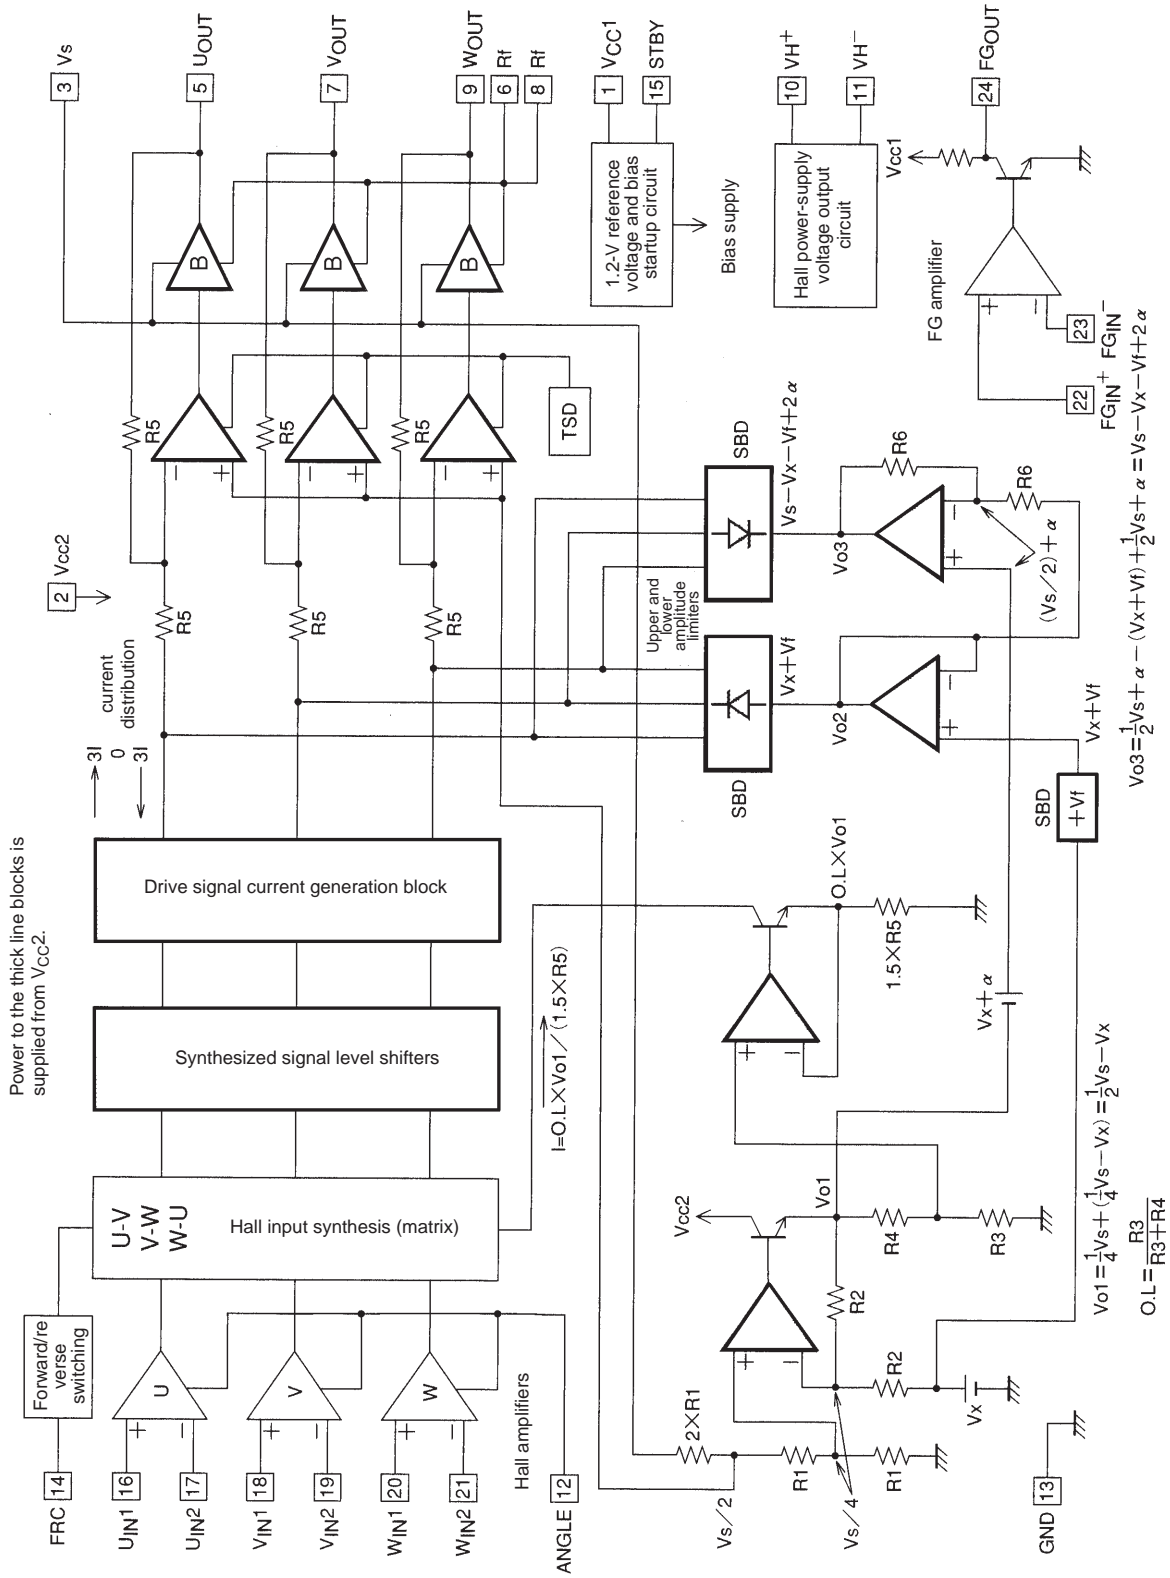 Power to the thick line blocks is
supplied from VCC2.
FRC 14
Forward/re
verse
switching
UIN1 16
UIN2 17
VIN1 18
VIN2 19
WIN1 20
WIN2 21
Hall amplifiers
ANGLE 12
U
+
−
V
+
−
W
+
−
U-V
V-W
W-U
Hall input synthesis (matrix)
Synthesized signal level shifters
Drive signal current generation block
I=O.L×Vo1/(1.5×R5)
3I
0
3I
current
distribution
2 Vcc2
R5
R5
R5
R5
R5
R5
−
+
−
+
−
+
TSD
B
B
B
3 Vs
5 UOUT
7 VOUT
9 WOUT
6 Rf
8 Rf
1 VCC1
15 STBY
1.2-V reference
voltage and bias
startup circuit
Bias supply
10 VH+
11 VH−
Hall power-supply
voltage output
circuit
24 FGOUT
Vcc1
FG amplifier
+
−
22
FGIN+
23
FGIN−
Upper and
lower
amplitude
limiters
SBD
SBD
Vx+Vf
Vs−Vx−Vf+2α
Vo2
Vo3
R6
R6
−
+
−
+
(Vs/2)+α
Vx+Vf
SBD
+Vf
Vo3=1/2Vs+α−(Vx+Vf)+1/2Vs+α=Vs−Vx−Vf+2α
O.L×Vo1
1.5×R5
+
−
Vx+α
Vcc2
Vo1
R4
R3
R2
R2
+
−
Vx
2×R1
R1
R1
Vs/2
Vs/4
GND 13
Vo1=1/4Vs+(1/4Vs−Vx)=1/2Vs−Vx
O.L=R3/R3+R4